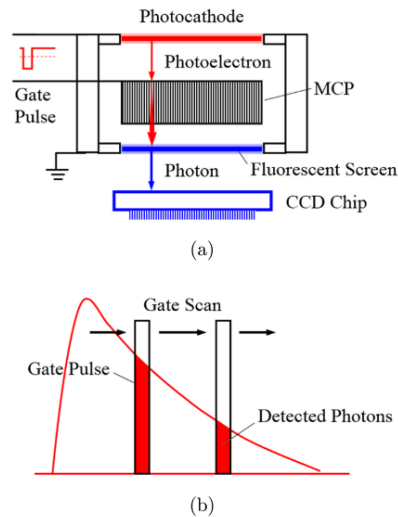 Photocathode
Photoelectron
MCP
Gate
Pulse
Photon
Fluorescent Screen
CCD Chip
(a)
Gate Scan
Gate Pulse
Detected Photons
(b)